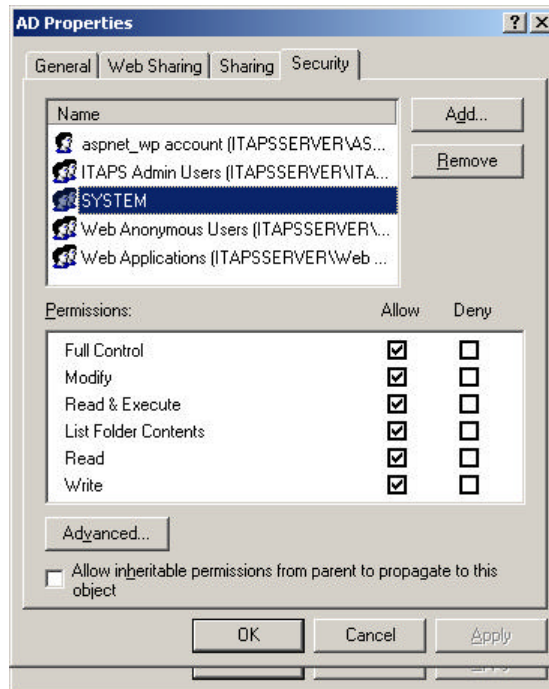 AD Properties
General Web Sharing Sharing Security
Name
aspnet_wp account (ITAPSSERVER\AS...
ITAPS Admin Users (ITAPSSERVER\ITA...
SYSTEM
Web Anonymous Users (ITAPSSERVER\...
Web Applications (ITAPSSERVER\Web ...
Add...
Remove
Permissions: Allow Deny
Full Control
Modify
Read & Execute
List Folder Contents
Read
Write
Advanced...
Allow inheritable permissions from parent to propagate to this
object
OK Cancel Apply